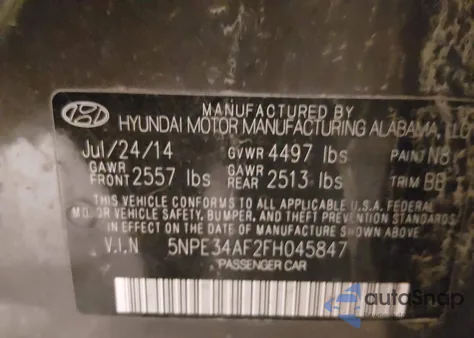 MANUFACTURED BY
HYUNDAI MOTOR MANUFACTURING ALABAMA, LLC
Jul/24/14 GVWR 4497 lbs PAINT N8
GAWR FRONT 2557 lbs GAWR REAR 2513 lbs TRIM BB
THIS VEHICLE CONFORMS TO ALL APPLICABLE U.S.A. FEDERAL
MOTOR VEHICLE SAFETY, BUMPER, AND THEFT PREVENTION STANDARDS
IN EFFECT ON THE DATE OF MANUFACTURE SHOWN ABOVE.
V.I.N 5NPE34AF2FH045847
PASSENGER CAR
autoSnap